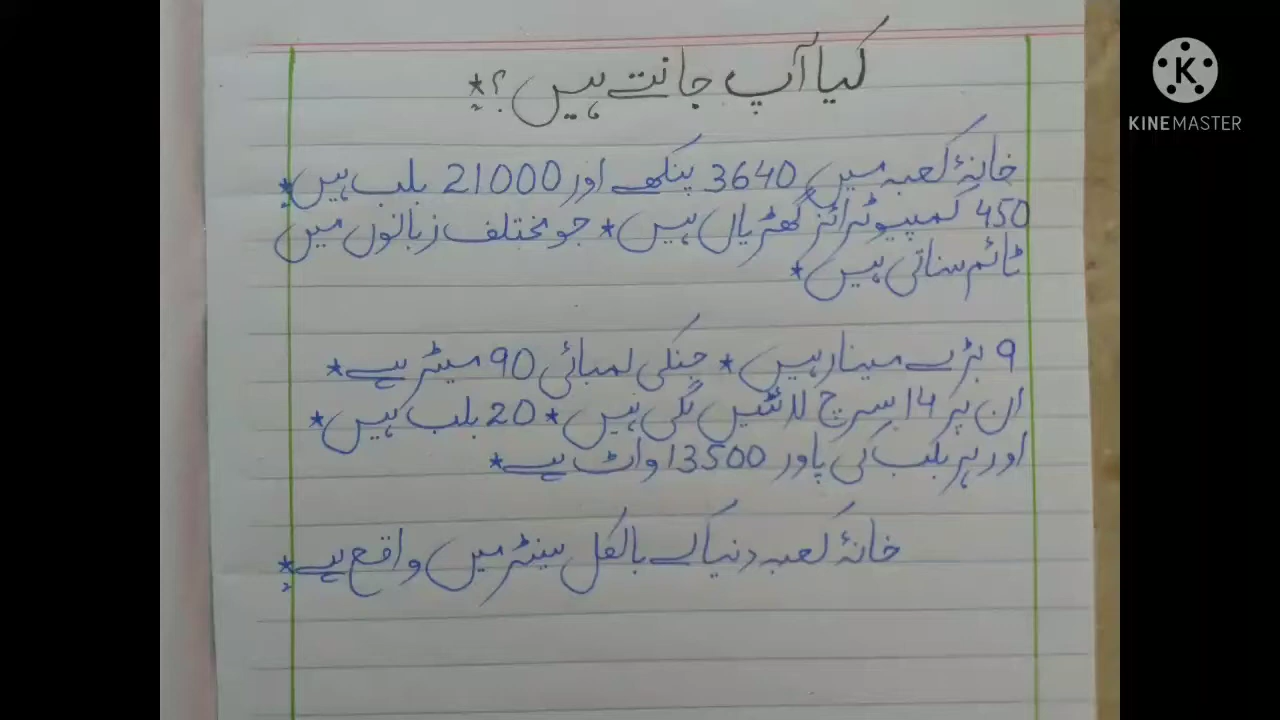 کیا آپ جانتے ہیں؟*
خانۂ کعبہ میں 3640 پنکھے اور 21000 بلب ہیں*
450 کمپیوٹرائز گھڑیاں ہیں* جو مختلف زبانوں میں
ٹائم سناتی ہیں*
9 بڑے مینار ہیں* جنکی لمبائی 90 میٹر ہے*
ان پر 14 سرچ لائٹیں لگی ہیں* 20 بلب ہیں*
اور ہر بلب کی پاور 13500 واٹ ہے*
خانۂ کعبہ دنیا کے بالکل سینٹر میں واقع ہے*
K
KINEMASTER